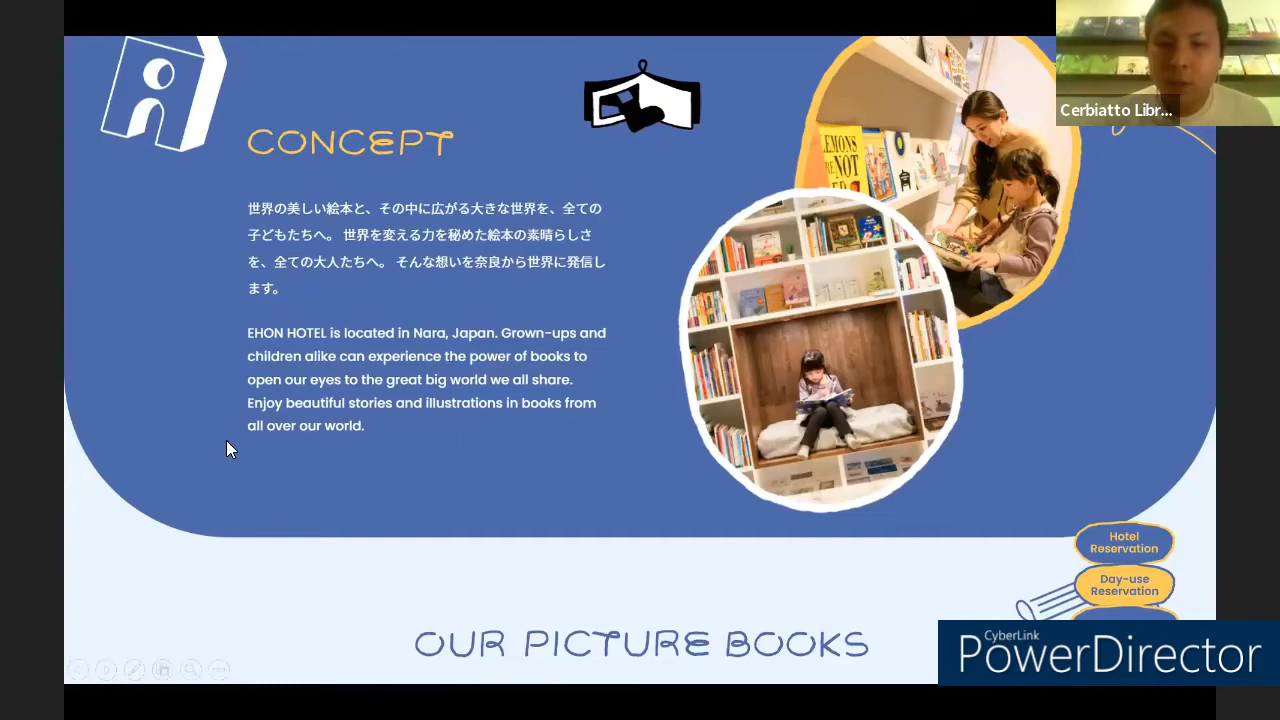 Cerbiatto Libr...
CONCEPT
世界の美しい絵本と、その中に広がる大きな世界を、全ての
子どもたちへ。 世界を変える力を秘めた絵本の素晴らしさ
を、全ての大人たちへ。 そんな想いを奈良から世界に発信し
ます。
EHON HOTEL is located in Nara, Japan. Grown-ups and
children alike can experience the power of books to
open our eyes to the great big world we all share.
Enjoy beautiful stories and illustrations in books from
all over our world.
LEMONS
NOT
Hotel
Reservation
Day-use
Reservation
OUR PICTURE BOOKS
CyberLink
PowerDirector